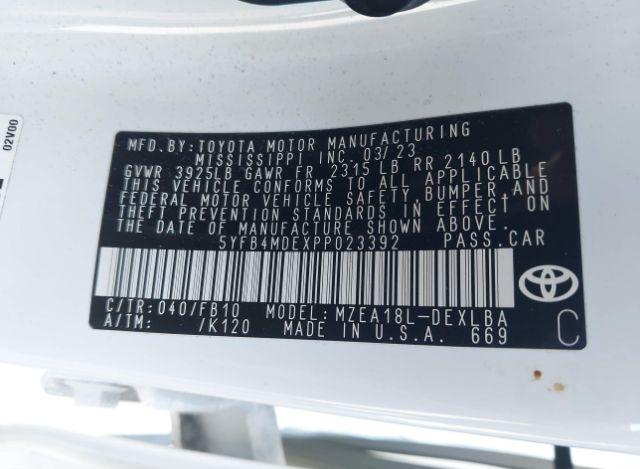 MFD.BY:TOYOTA MOTOR MANUFACTURING
MISSISSIPPI INC. 03/23
GVWR 3925LB GAWR FR 2315 LB RR 2140 LB
THIS VEHICLE CONFORMS TO ALL APPLICABLE
FEDERAL MOTOR VEHICLE SAFETY,BUMPER,AND
THEFT PREVENTION STANDARDS IN EFFECT ON
THE DATE OF MANUFACTURE SHOWN ABOVE.
5YFB4MDEXPP023392 PASS.CAR
C/TR:040/FB10 MODEL:MZEA18L-DEXLBA
A/TM: /K120 MADE IN U.S.A. 669
C
02V00